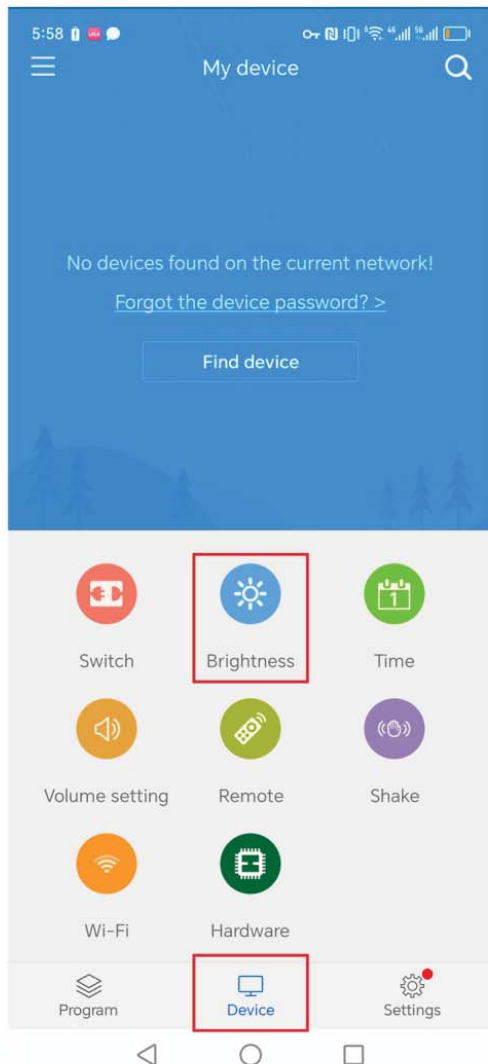 5:58
My device
No devices found on the current network!
Forgot the device password? >
Find device
Switch
Brightness
1
Time
Volume setting
Remote
Shake
Wi-Fi
Hardware
Program
Device
Settings